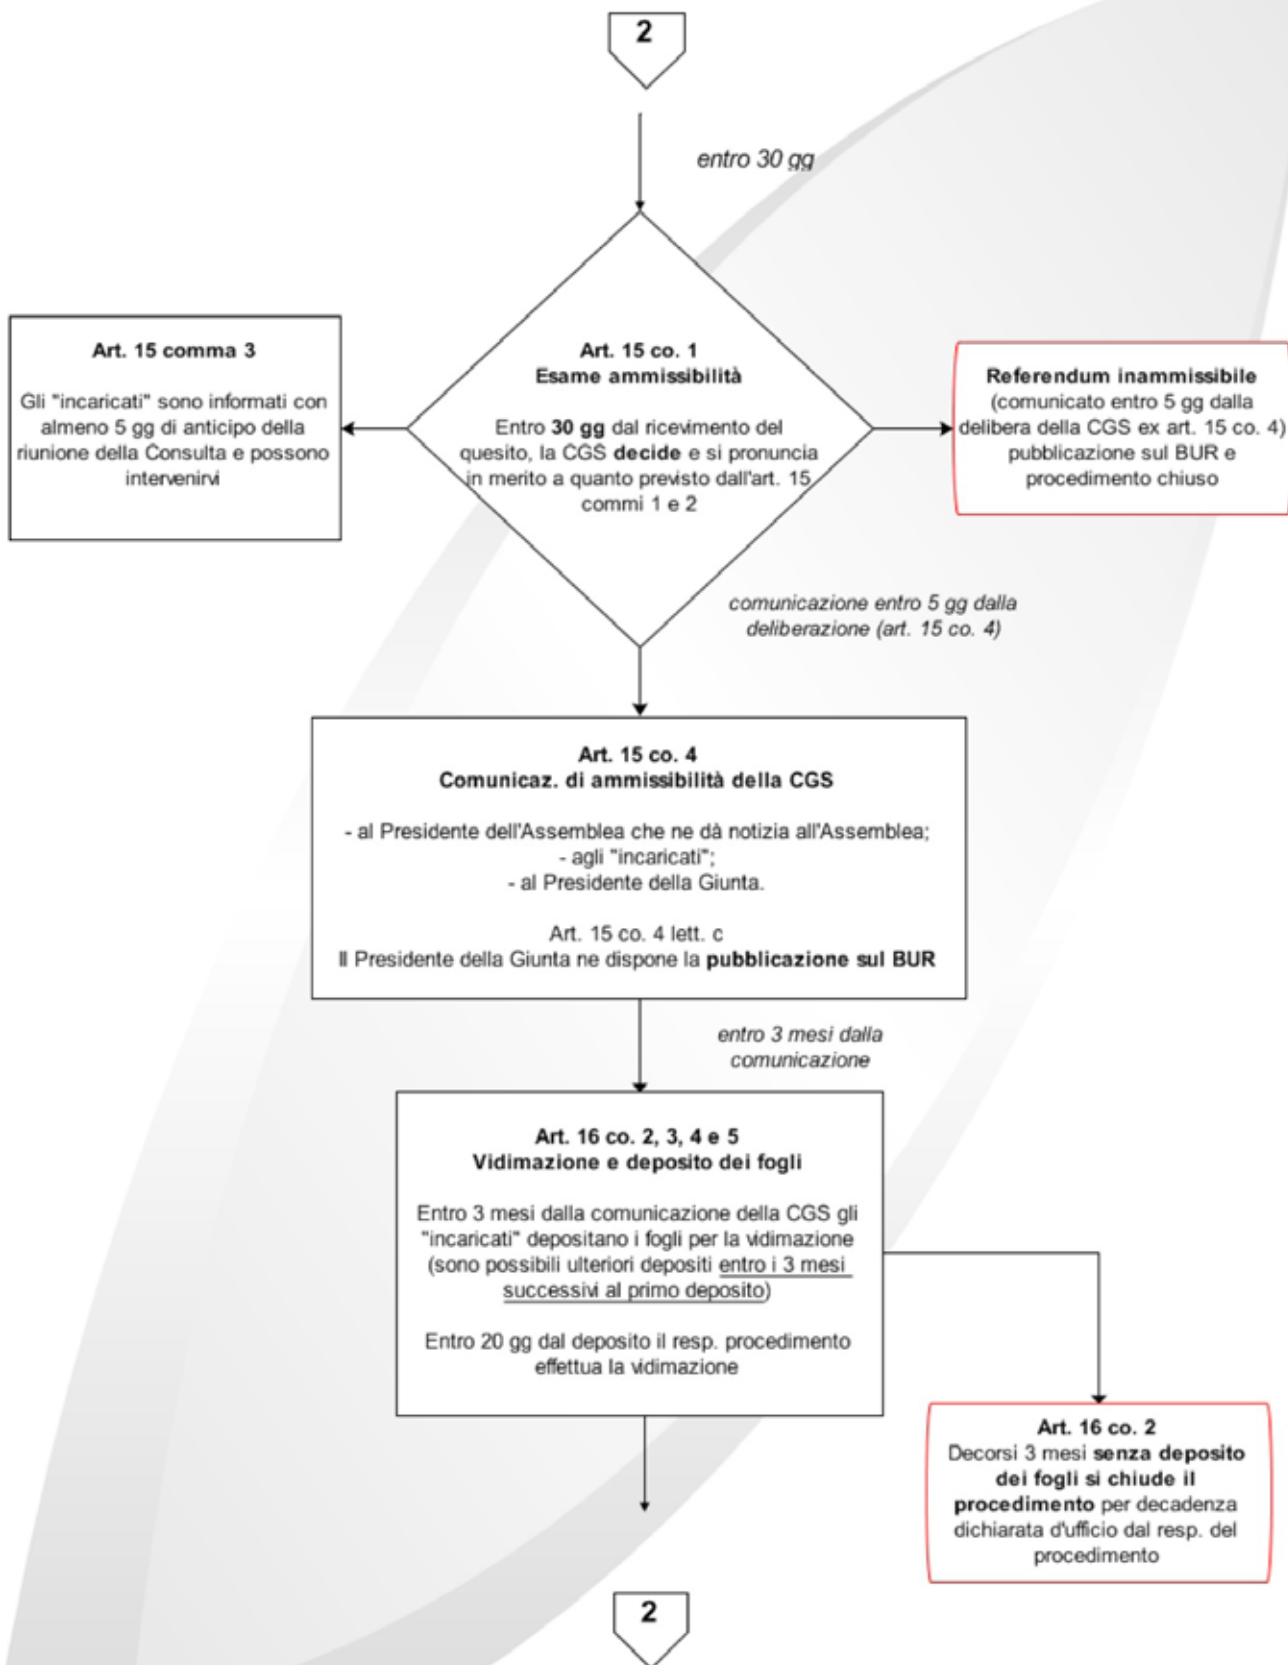 2
entro 30 gg
Art. 15 comma 3
Gli "incaricati" sono informati con
almeno 5 gg di anticipo della
riunione della Consulta e possono
intervenirvi
Art. 15 co. 1
Esame ammissibilità
Entro 30 gg dal ricevimento del
quesito, la CGS decide e si pronuncia
in merito a quanto previsto dall'art. 15
commi 1 e 2
Referendum inammissibile
(comunicato entro 5 gg dalla
delibera della CGS ex art. 15 co. 4)
pubblicazione sul BUR e
procedimento chiuso
comunicazione entro 5 gg dalla
deliberazione (art. 15 co. 4)
Art. 15 co. 4
Comunicaz. di ammissibilità della CGS
- al Presidente dell'Assemblea che ne dà notizia all'Assemblea;
- agli "incaricati";
- al Presidente della Giunta.
Art. 15 co. 4 lett. c
Il Presidente della Giunta ne dispone la pubblicazione sul BUR
entro 3 mesi dalla
comunicazione
Art. 16 co. 2, 3, 4 e 5
Vidimazione e deposito dei fogli
Entro 3 mesi dalla comunicazione della CGS gli
"incaricati" depositano i fogli per la vidimazione
(sono possibili ulteriori depositi entro i 3 mesi
successivi al primo deposito)
Entro 20 gg dal deposito il resp. procedimento
effettua la vidimazione
Art. 16 co. 2
Decorsi 3 mesi senza deposito
dei fogli si chiude il
procedimento per decadenza
dichiarata d'ufficio dal resp. del
procedimento
2